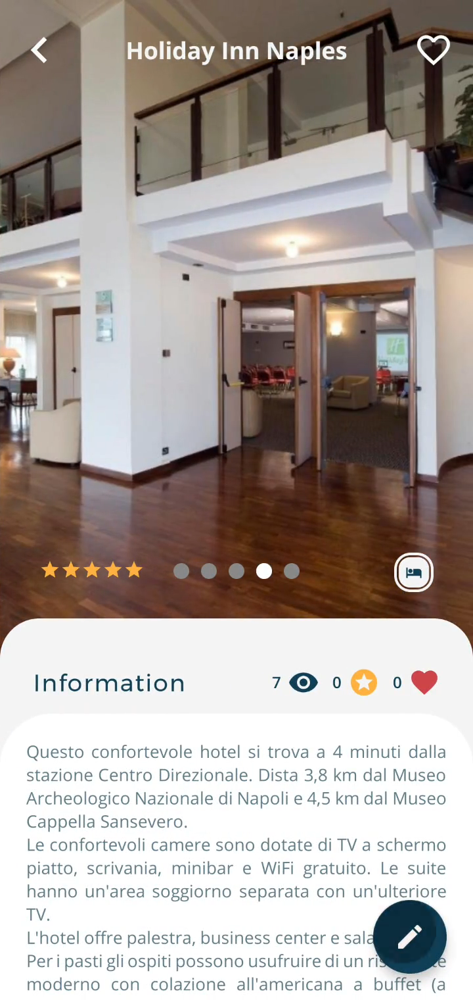 Holiday Inn Naples
Information
7
0
0
Questo confortevole hotel si trova a 4 minuti dalla
stazione Centro Direzionale. Dista 3,8 km dal Museo
Archeologico Nazionale di Napoli e 4,5 km dal Museo
Cappella Sansevero.
Le confortevoli camere sono dotate di TV a schermo
piatto, scrivania, minibar e WiFi gratuito. Le suite
hanno un'area soggiorno separata con un'ulteriore
TV.
L'hotel offre palestra, business center e sala
Per i pasti gli ospiti possono usufruire di un
moderno con colazione all'americana a buffet (a